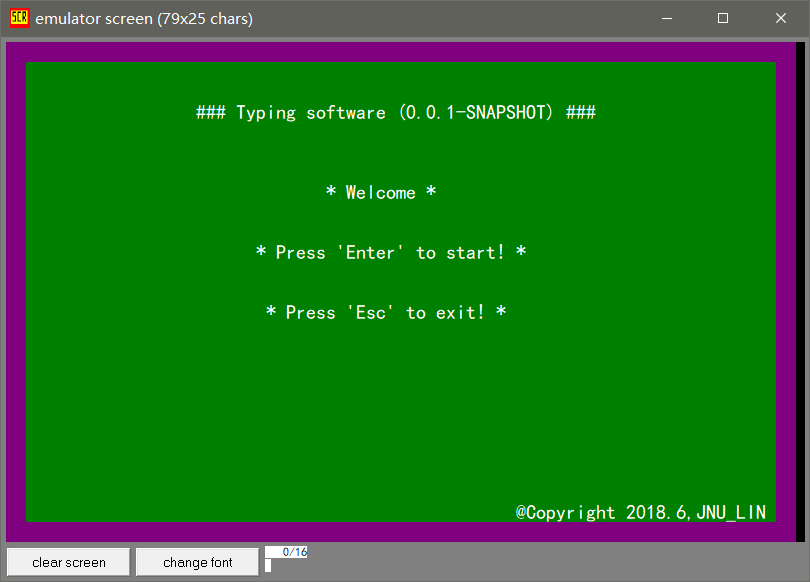 SCR emulator screen (79x25 chars)
### Typing software (0.0.1-SNAPSHOT) ###
* Welcome *
* Press 'Enter' to start! *
* Press 'Esc' to exit! *
@Copyright 2018.6,JNU_LIN
clear screen change font 0/16